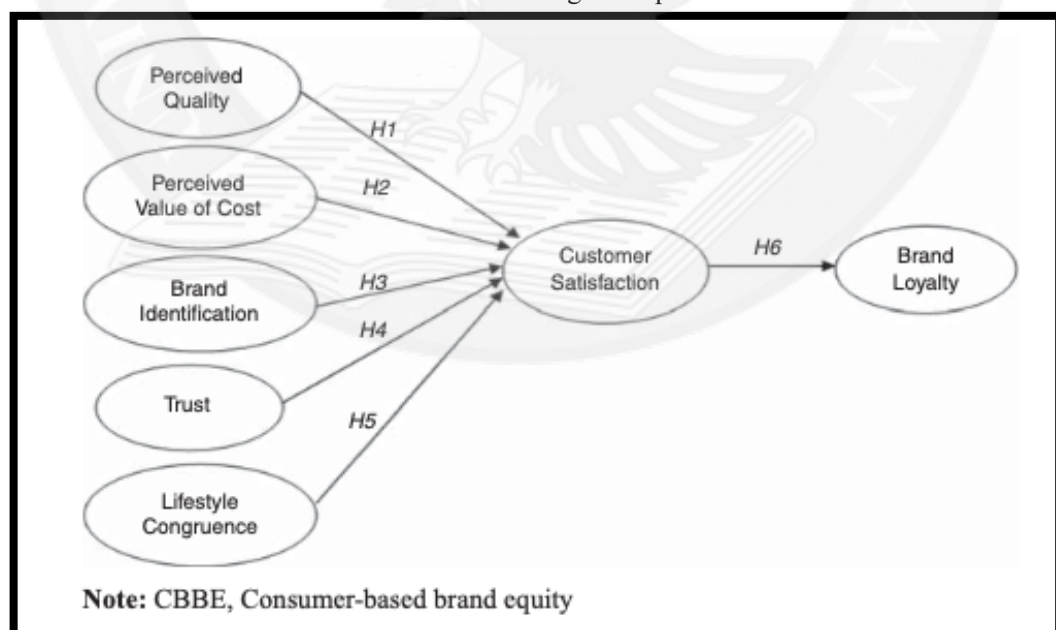 Perceived
Quality
H1
Perceived
Value of Cost
H2
Brand
Identification
H3
Customer
Satisfaction
H6
Brand
Loyalty
Trust
H4
Lifestyle
Congruence
H5
Note: CBBE, Consumer-based brand equity